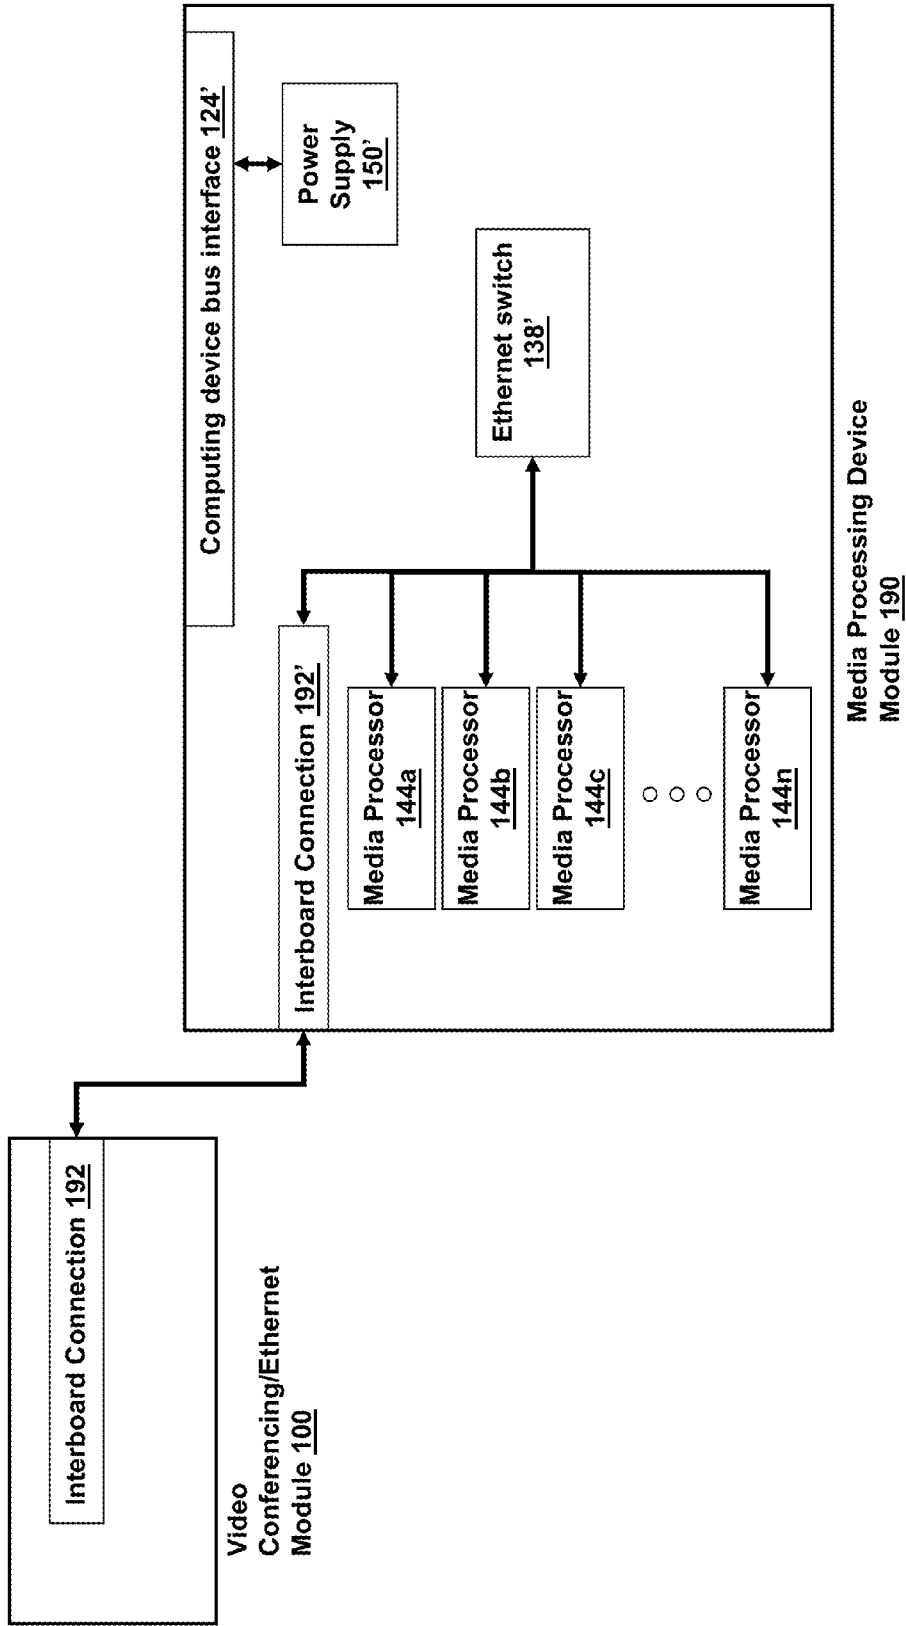 Interboard Connection 192
Video
Conferencing/Ethernet
Module 100
Computing device bus interface 124'
Power
Supply
150'
Interboard Connection 192'
Ethernet switch
138'
Media Processor
144a
Media Processor
144b
Media Processor
144c
Media Processor
144n
Media Processing Device
Module 190